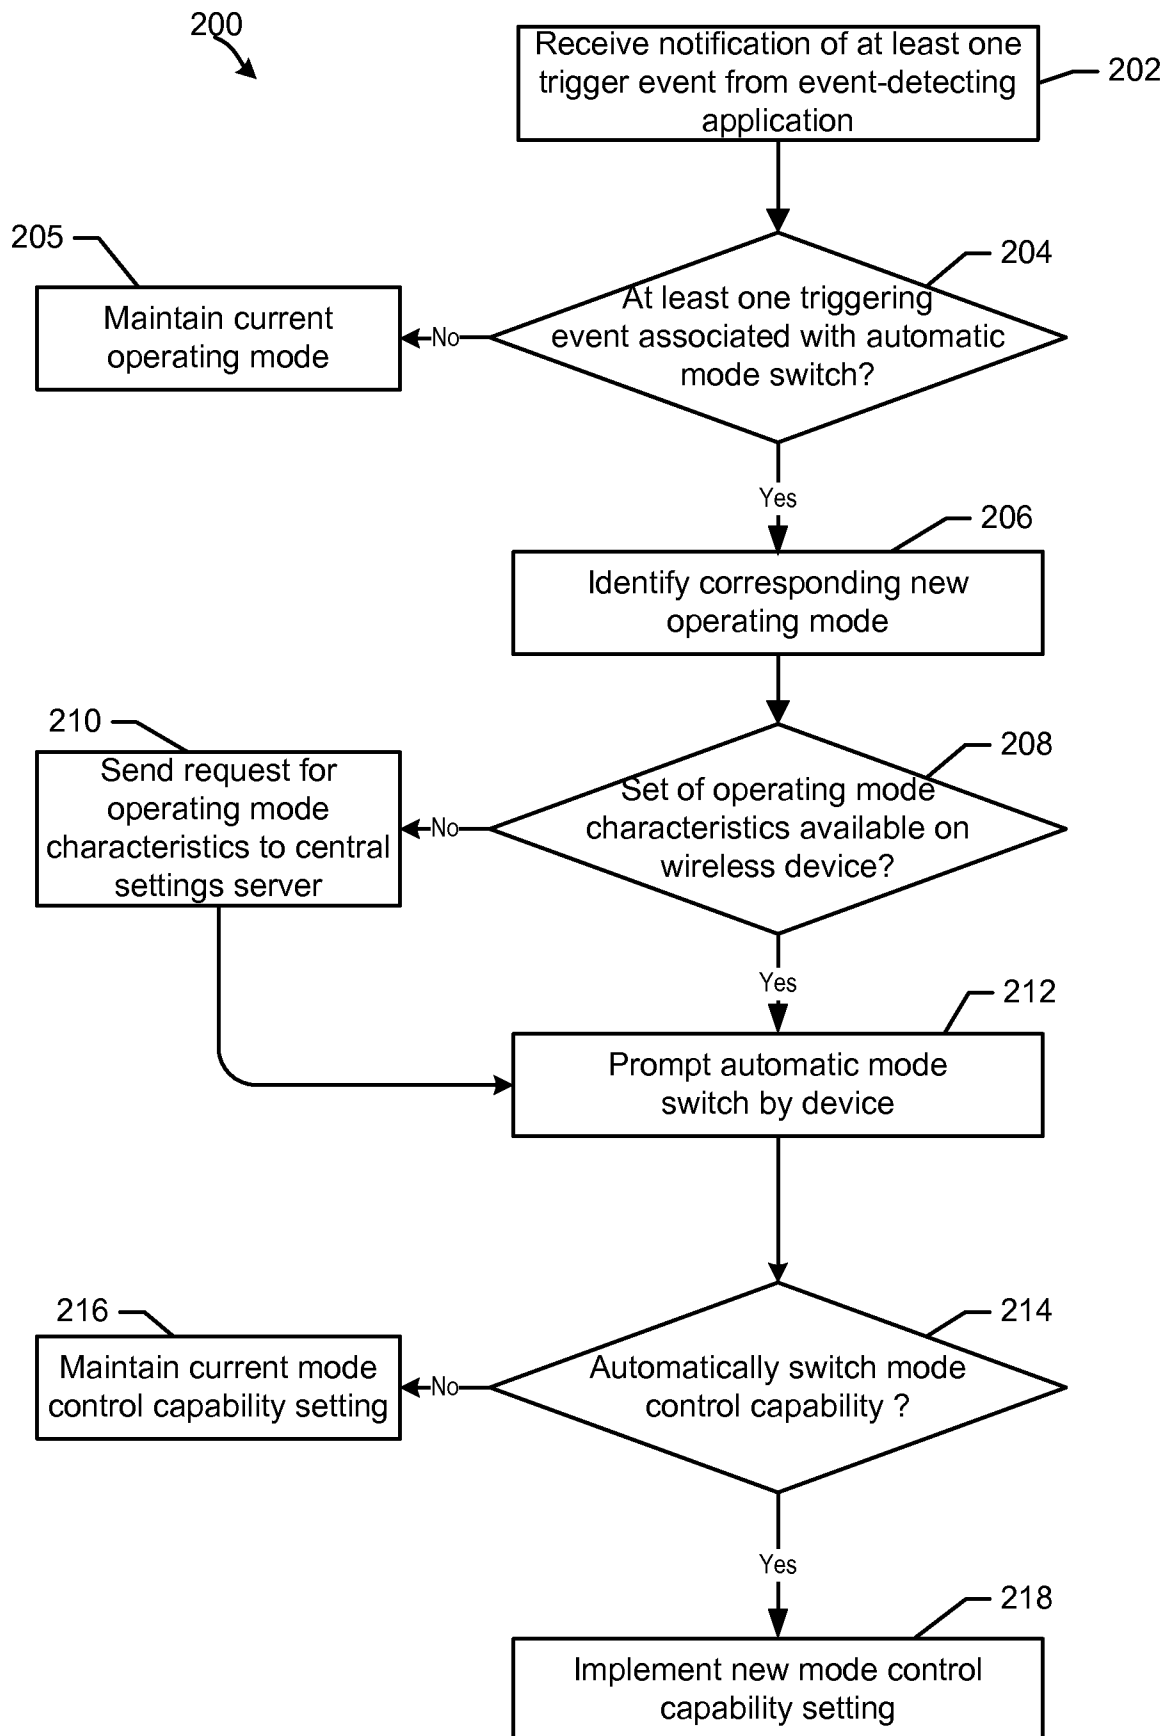 200
Receive notification of at least one
trigger event from event-detecting
application
202
205
Maintain current
operating mode
No
204
At least one triggering
event associated with automatic
mode switch?
Yes
206
Identify corresponding new
operating mode
210
Send request for
operating mode
characteristics to central
settings server
No
208
Set of operating mode
characteristics available on
wireless device?
Yes
212
Prompt automatic mode
switch by device
216
Maintain current mode
control capability setting
No
214
Automatically switch mode
control capability ?
Yes
218
Implement new mode control
capability setting